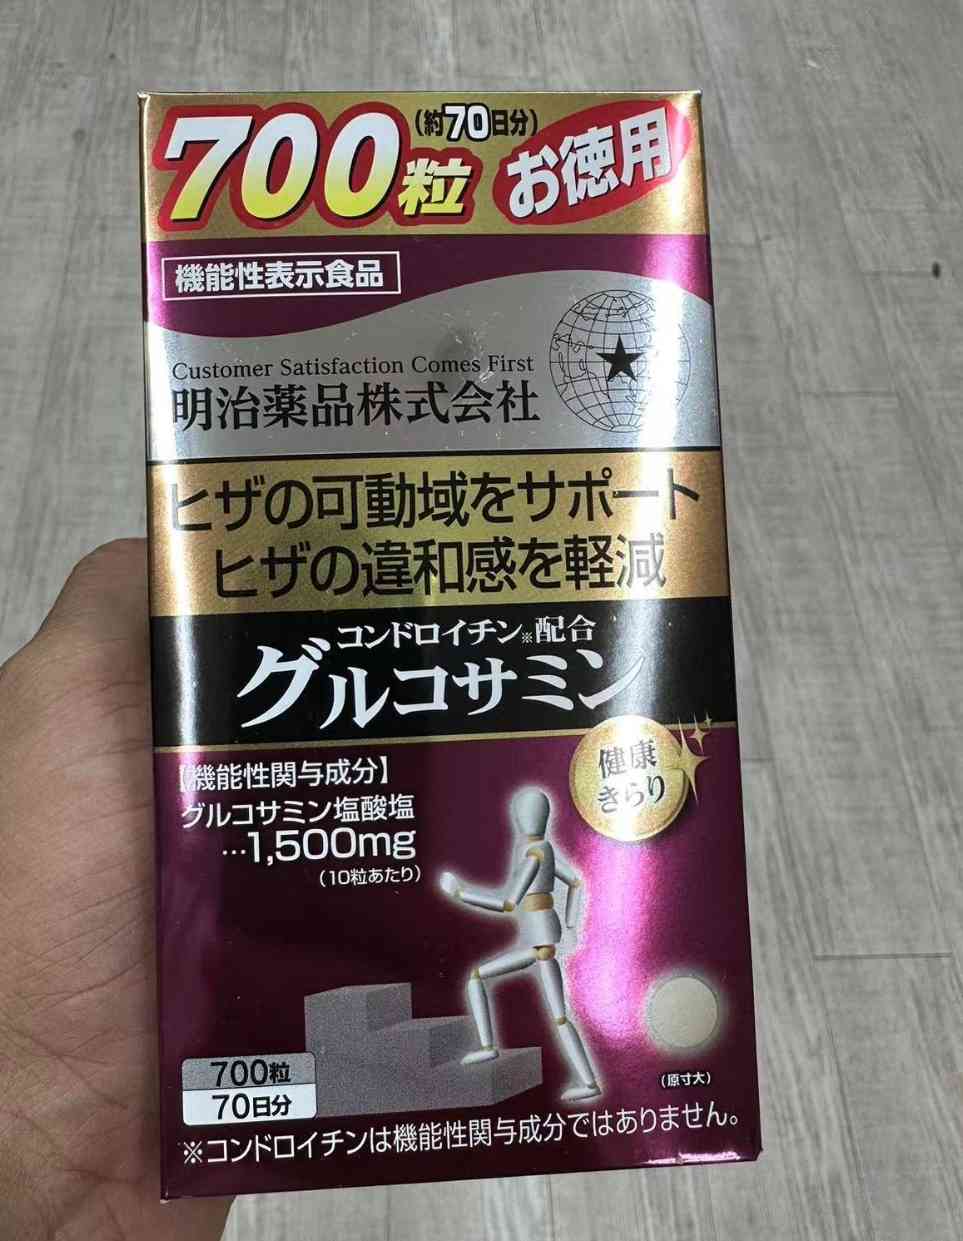 700粒
(約70日分)
お徳用
機能性表示食品
Customer Satisfaction Comes First
明治薬品株式会社
ヒザの可動域をサポート
ヒザの違和感を軽減
コンドロイチン※配合
グルコサミン
健康
きらり
【機能性関与成分】
グルコサミン塩酸塩
…1,500mg
(10粒あたり)
(原寸大)
700粒
70日分
※コンドロイチンは機能性関与成分ではありません。